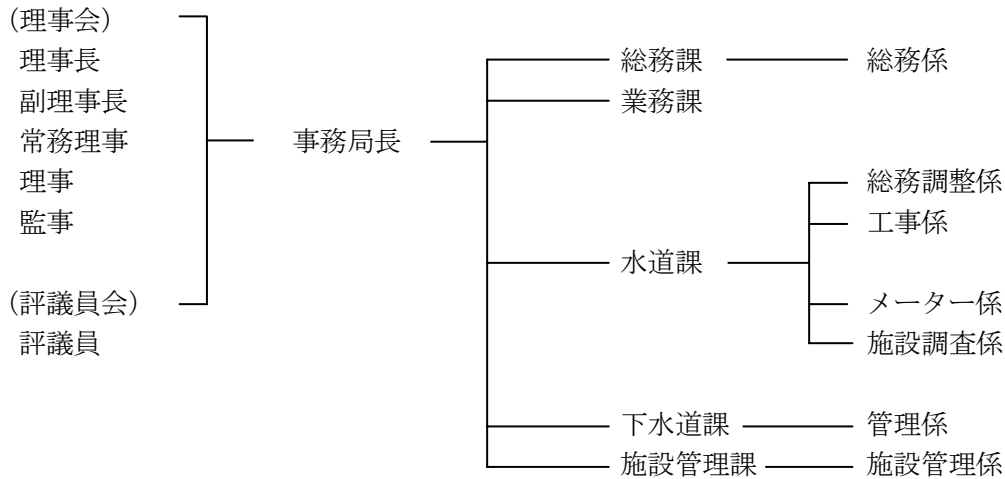 (理事会)
理事長
副理事長
常務理事
理事
監事
(評議員会)
評議員
事務局長
総務課
総務係
業務課
水道課
総務調整係
工事係
メーター係
施設調査係
下水道課
管理係
施設管理課
施設管理係